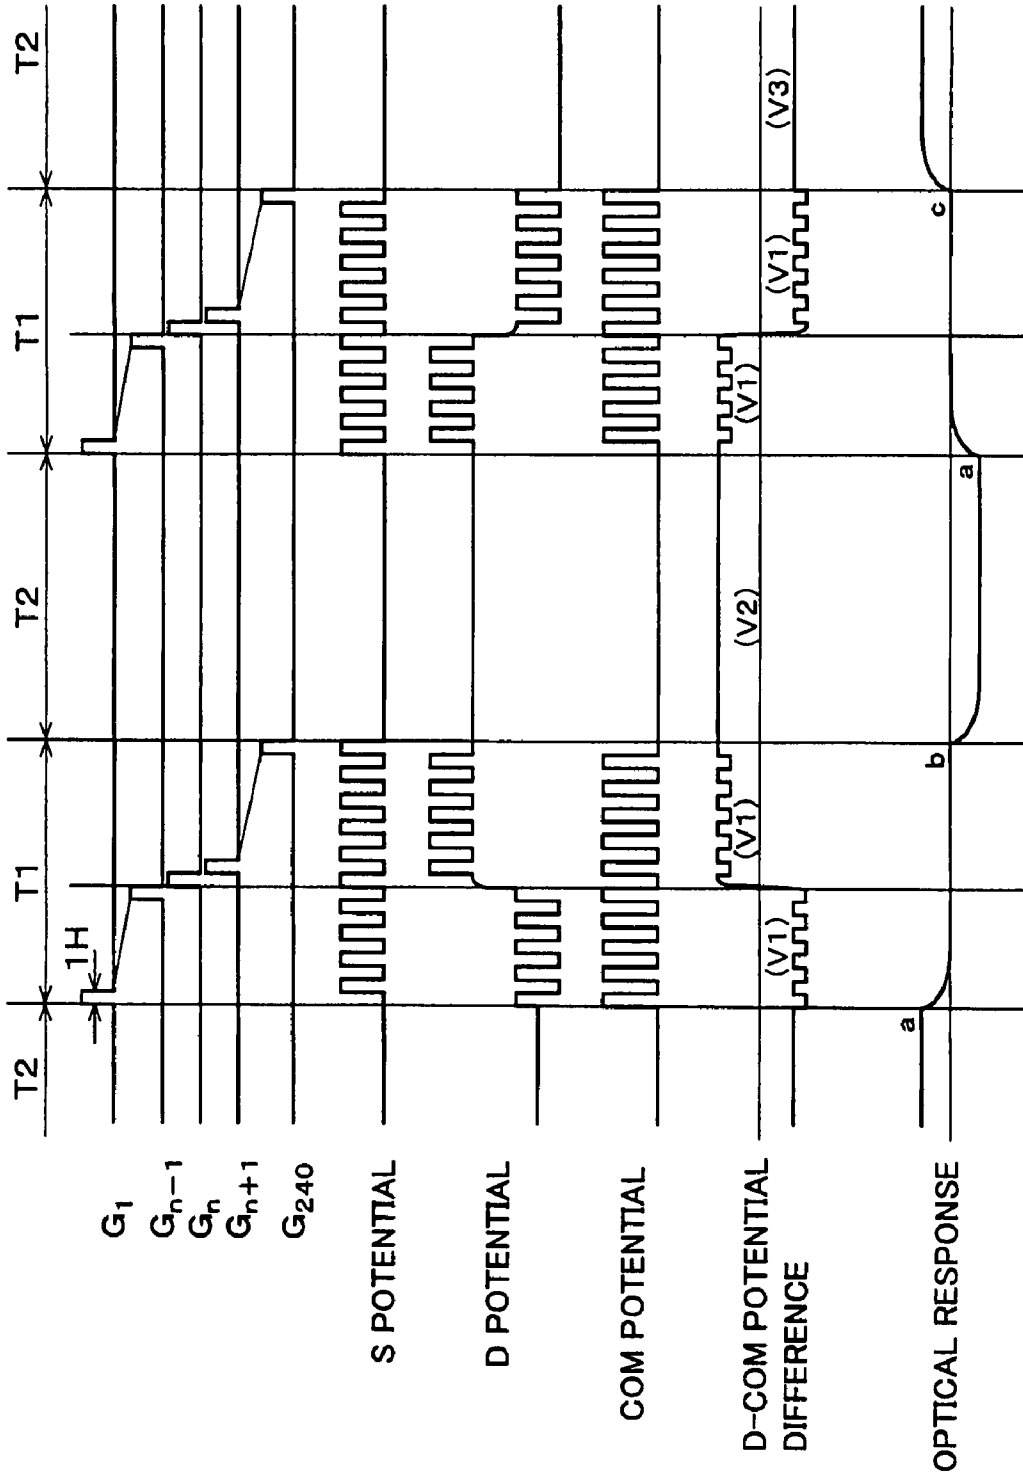 T2
T1
T2
T1
T2
1H
G1
Gn-1
Gn
Gn+1
G240
S POTENTIAL
D POTENTIAL
COM POTENTIAL
D-COM POTENTIAL
DIFFERENCE
(V1)
(V1)
(V2)
(V1)
(V1)
(V3)
OPTICAL RESPONSE
a
b
a
c